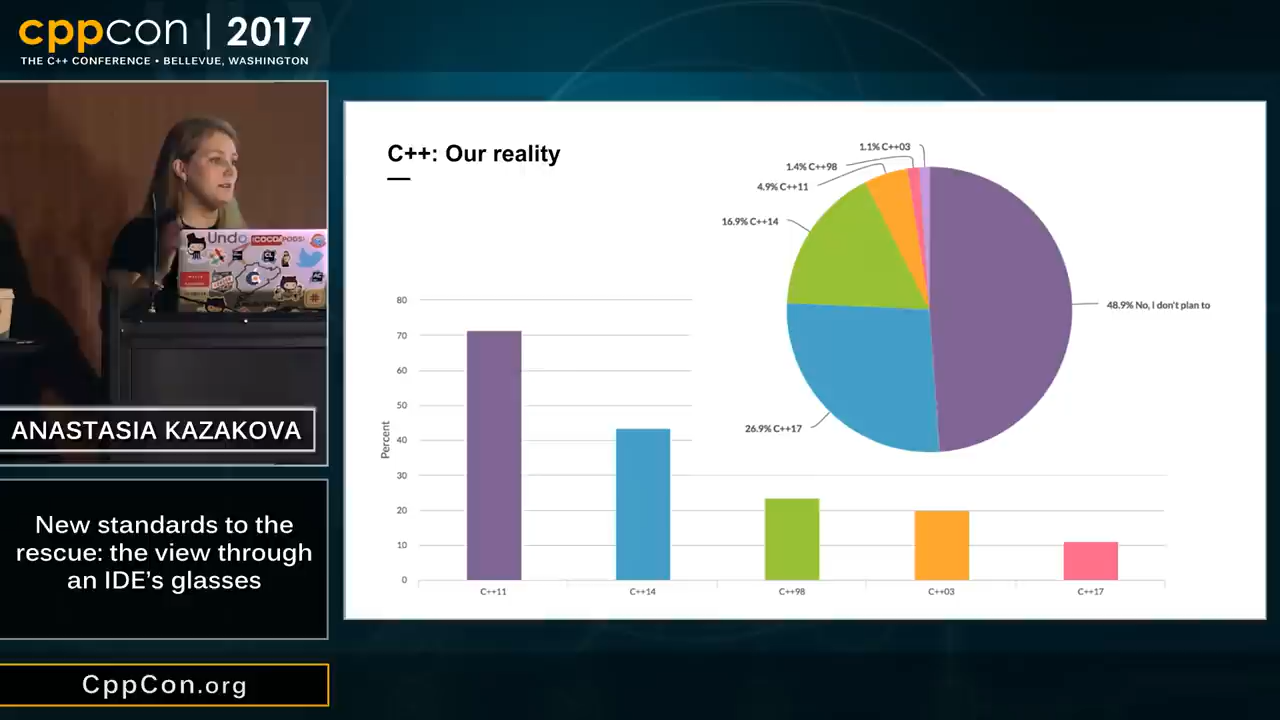 cppcon | 2017
THE C++ CONFERENCE • BELLEVUE, WASHINGTON
Undo
COCOAPODS
CL
ANASTASIA KAZAKOVA
New standards to the
rescue: the view through
an IDE's glasses
CppCon.org
C++: Our reality
1.1% C++03
1.4% C++98
4.9% C++11
16.9% C++14
48.9% No, I don't plan to
26.9% C++17
Percent
80
70
60
50
40
30
20
10
0
C++11
C++14
C++98
C++03
C++17